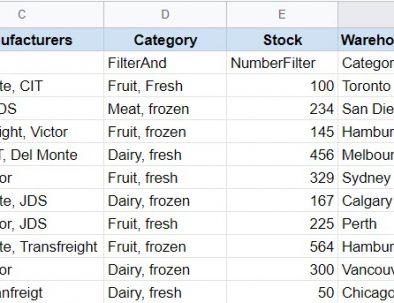 C D E
ufacturers Category Stock Wareho
FilterAnd NumberFilter Categor
te, CIT Fruit, Fresh 100 Toronto
DS Meat, frozen 234 San Die
ight, Victor Fruit, frozen 145 Hambur
T, Del Monte Dairy, fresh 456 Melbou
or Fruit, fresh 329 Sydney
te, JDS Dairy, frozen 167 Calgary
or, JDS Fruit, fresh 225 Perth
te, Transfreight Fruit, frozen 564 Hambur
or Dairy, frozen 300 Vancouv
anfreigt Dairy, fresh 50 Chicago